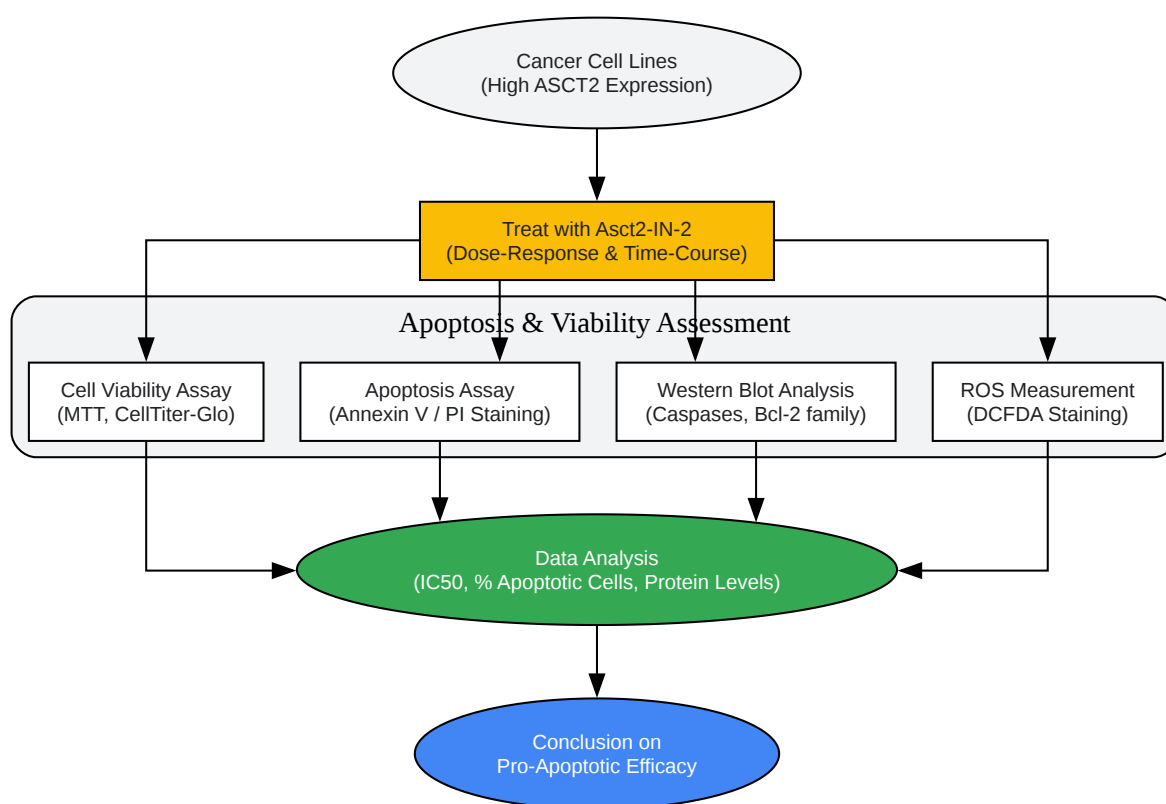 Cancer Cell Lines
(High ASCT2 Expression)
Treat with Asct2-IN-2
(Dose-Response & Time-Course)
Apoptosis & Viability Assessment
Cell Viability Assay
(MTT, CellTiter-Glo)
Apoptosis Assay
(Annexin V / PI Staining)
Western Blot Analysis
(Caspases, Bcl-2 family)
ROS Measurement
(DCFDA Staining)
Data Analysis
(IC50, % Apoptotic Cells, Protein Levels)
Conclusion on
Pro-Apoptotic Efficacy